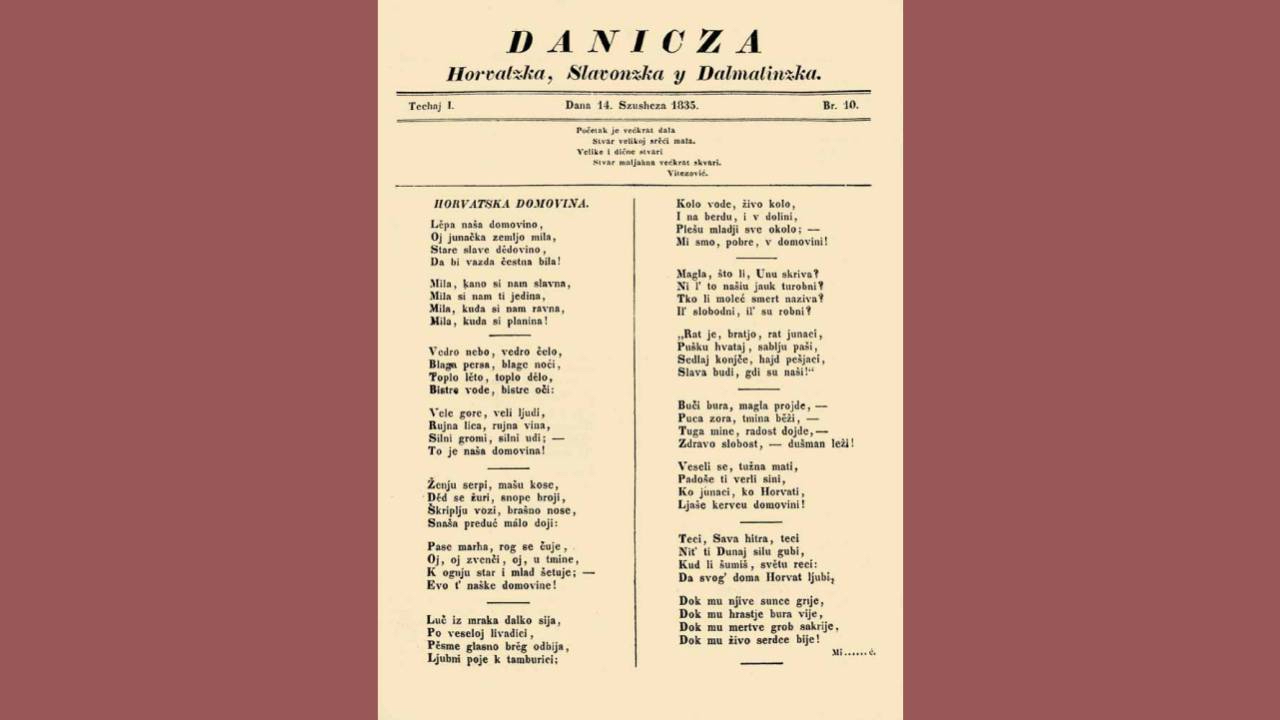 DANICZA
Horvatzka, Slavonzka y Dalmatinzka.
Techaj I.
Dana 14. Szushcza 1835.
Br. 10.
Početak je većkrat dala
Stvar velikoj srěći mala.
Velike i dične stvari
Stvar maljahna većkrat skvari.
Vitezović.
HORVATSKA DOMOVINA.
Lěpa naša domovino,
Oj junačka zemljo mila,
Stare slave dědovino,
Da bi vazda čestna bila!
Mila, kano si nam slavna,
Mila si nam ti jedina,
Mila, kuda si nam ravna,
Mila, kuda si planina!
Vedro nebo, vedro čelo,
Blaga persa, blage noći,
Toplo lěto, toplo dělo,
Bistre vode, bistre oči:
Vele gore, veli ljudi,
Rujna lica, rujna vina,
Silni gromi, silni udi; —
To je naša domovina!
Ženju serpi, mašu kose,
Děd se žuri, snope broji,
Škriplju vozi, brašno nose,
Snaša preduć málo doji:
Pase marha, rog se čuje,
Oj, oj zvenči, oj, u tmine,
K ognju star i mlad šetuje; —
Evo t' naške domovine!
Luč iz mraka dalko sija,
Po veseloj livadici,
Pěsme glasno brěg odbija,
Ljubni poje k tamburici;
Kolo vode, živo kolo,
I na berdu, i v dolini,
Plešu mladji sve okolo; —
Mi smo, pobre, v domovini!
Magla, što li, Unu skriva?
Ni l' to našiu jauk turobni?
Tko li moleć smert naziva?
Il' slobodni, il' su robni?
„Rat je, bratjo, rat junaci,
Pušku hvataj, sablju paši,
Sedlaj konjče, hajd pešjaci,
Slava budi, gdi su naši!“
Buči bura, magla projde, —
Puca zora, tmina běži, —
Tuga mine, radost dojde, —
Zdravo slobost, — dušman leži!
Veseli se, tužna mati,
Padoše ti verli sini,
Ko junaci, ko Horvati,
Ljaše kervcu domovini!
Teci, Sava hitra, teci
Nit' ti Dunaj silu gubi,
Kud li šumiš, světu reci:
Da svog' doma Horvat ljubi,
Dok mu njive sunce grije,
Dok mu hrastje bura vije,
Dok mu mertve grob sakrije,
Dok mu živo serdce bije!
Mi......ć.